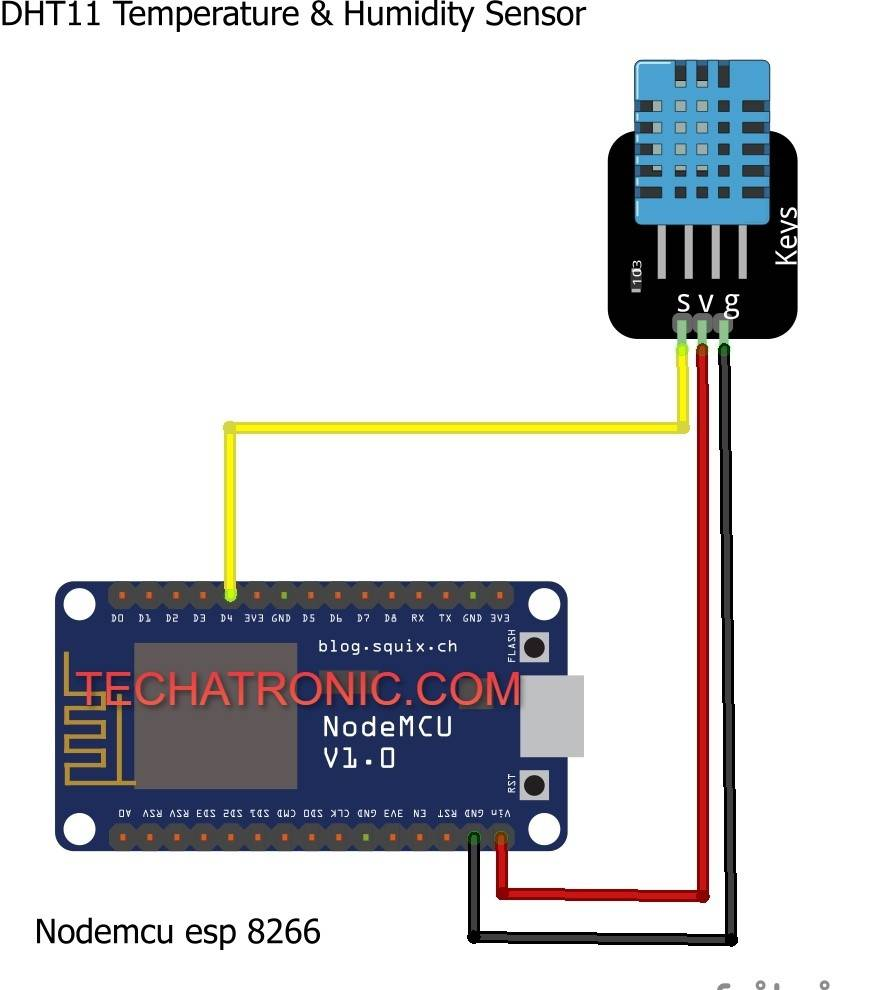 DHT11 Temperature & Humidity Sensor
Keys
103
s v g
D0 D1 D2 D3 D4 3V3 GND D5 D6 D7 D8 RX TX GND 3V3
blog.squix.ch
FLASH
TECHATRONIC.COM
NodeMCU
V1.0
RST
A0 RSV RSV SD3 SD2 SD1 CMD SD0 CLK GND 3V3 EN RST GND Vin
Nodemcu esp 8266